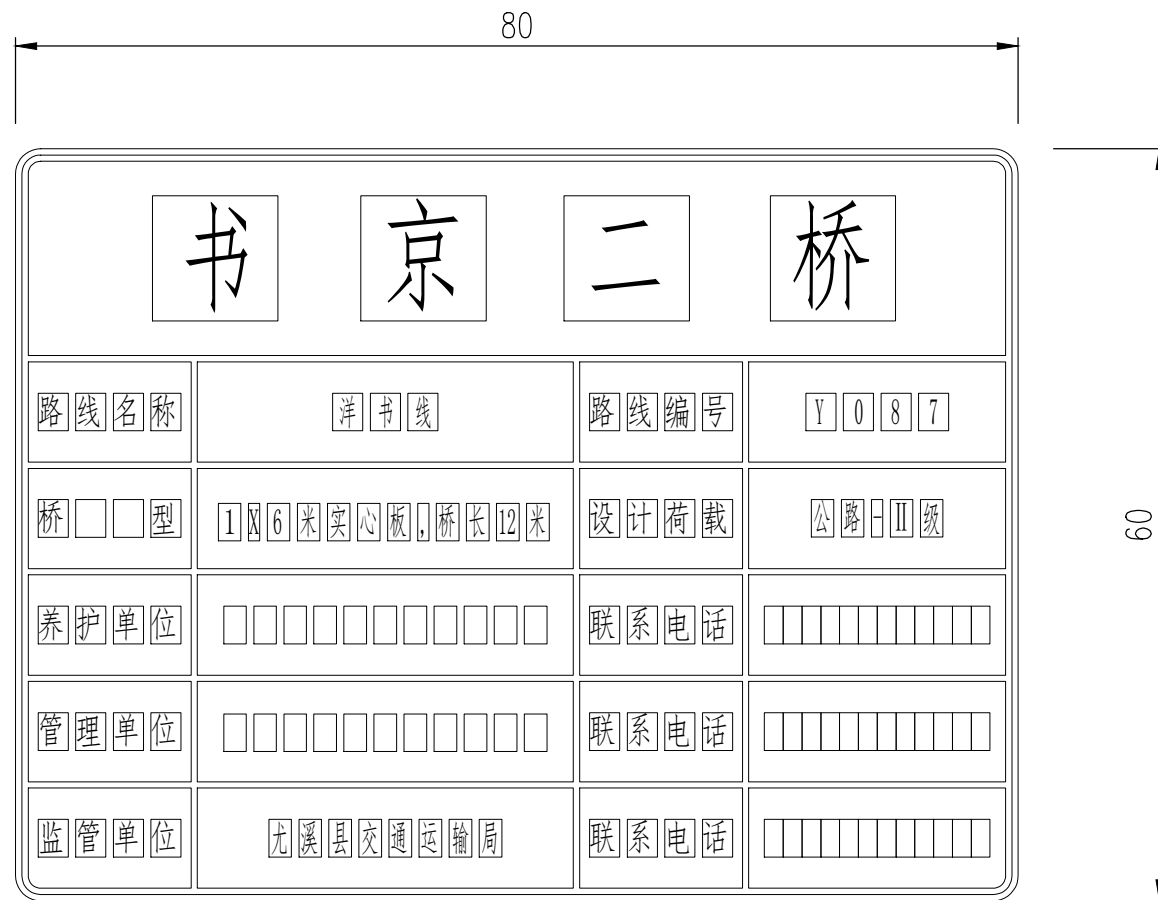 80
书京二桥
路线名称 洋书线 路线编号 Y087
桥型 1X6米实心板,桥长12米 设计荷载 公路-Ⅱ级
60
养护单位 联系电话
管理单位 联系电话
监管单位 尤溪县交通运输局 联系电话